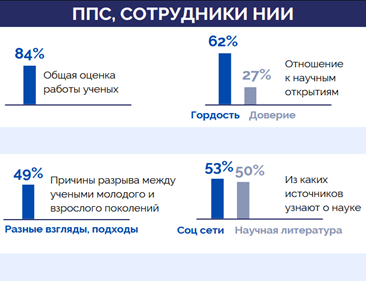 ППС, СОТРУДНИКИ НИИ
84%
Общая оценка
работы ученых
62%
27%
Отношение
к научным
открытиям
Гордость Доверие
49%
Причины разрыва между
учеными молодого и
взрослого поколений
Разные взгляды, подходы
53%
50%
Из каких
источников
узнают о науке
Соц сети Научная литература